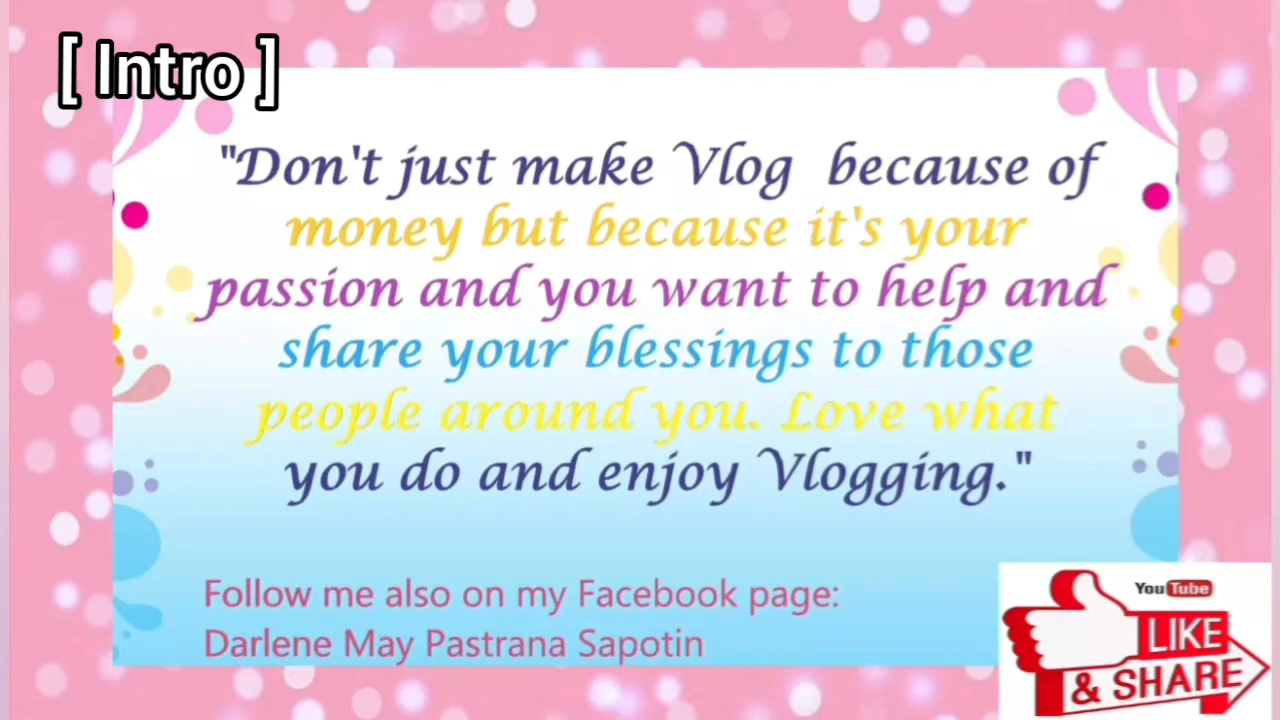 [ Intro ]
"Don't just make Vlog because of
money but because it's your
passion and you want to help and
share your blessings to those
people around you. Love what
you do and enjoy Vlogging."
Follow me also on my Facebook page:
Darlene May Pastrana Sapotin
YouTube
LIKE
& SHARE